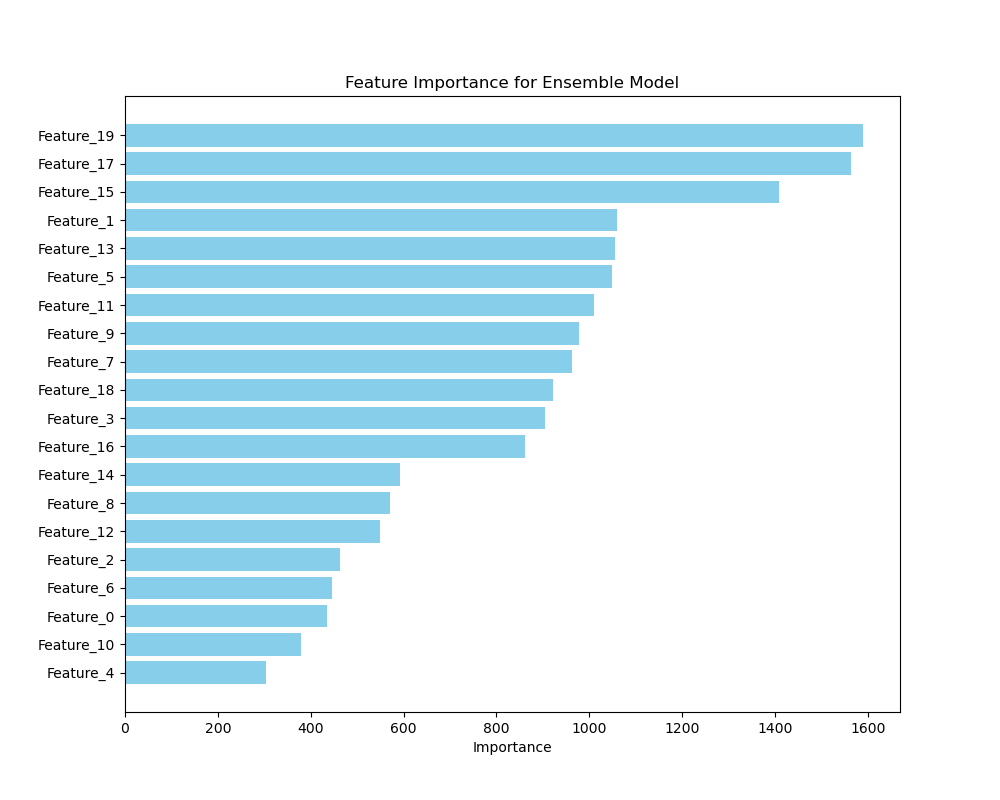 Feature Importance for Ensemble Model
Feature_19
Feature_17
Feature_15
Feature_1
Feature_13
Feature_5
Feature_11
Feature_9
Feature_7
Feature_18
Feature_3
Feature_16
Feature_14
Feature_8
Feature_12
Feature_2
Feature_6
Feature_0
Feature_10
Feature_4
0 200 400 600 800 1000 1200 1400 1600
Importance